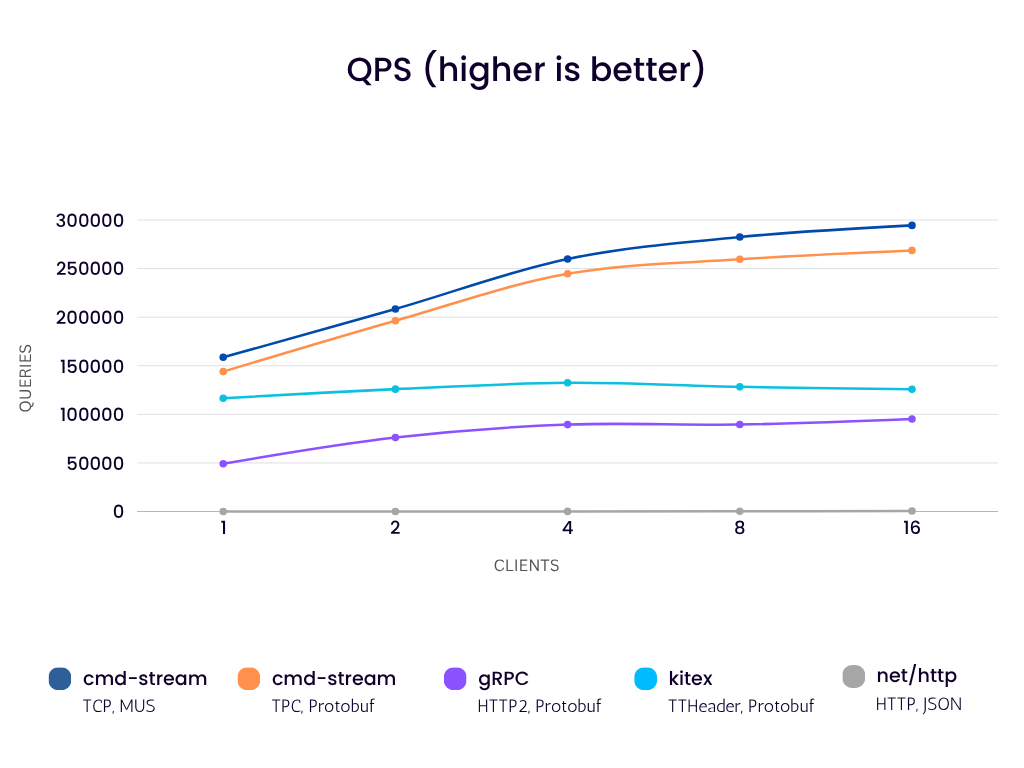 QPS (higher is better)
300000
250000
200000
150000
100000
50000
0
QUERIES
1 2 4 8 16
CLIENTS
cmd-stream cmd-stream gRPC kitex net/http
TCP, MUS TPC, Protobuf HTTP2, Protobuf TTHeader, Protobuf HTTP, JSON